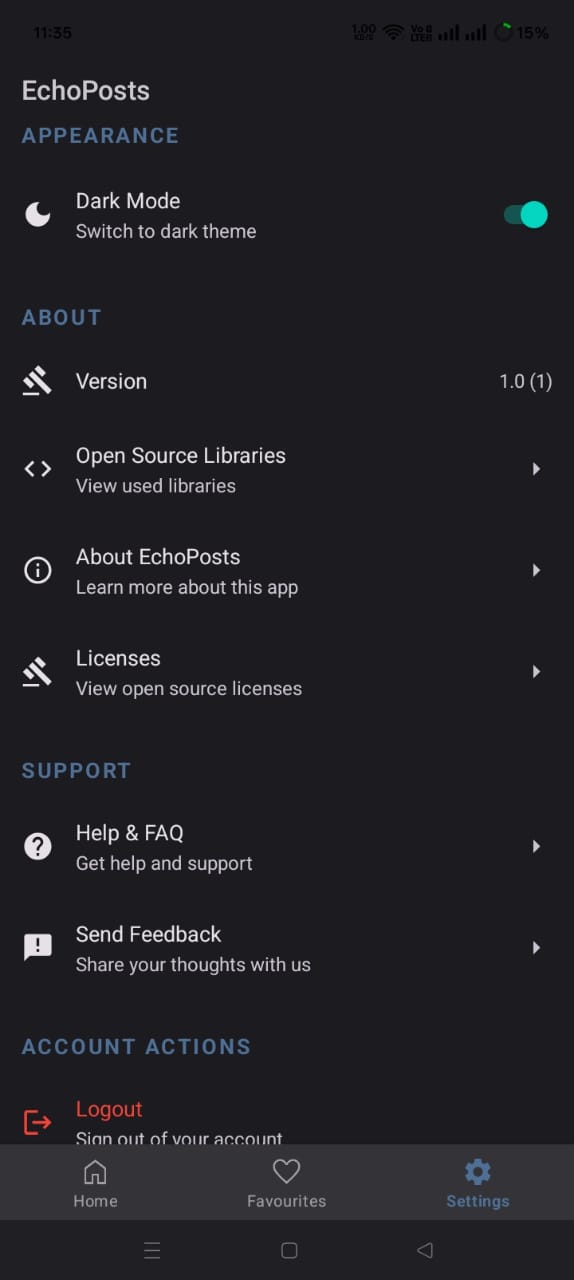 11:35
1.00 KB/S Vo LTE 15%
EchoPosts
APPEARANCE
Dark Mode
Switch to dark theme
ABOUT
Version 1.0 (1)
Open Source Libraries
View used libraries
About EchoPosts
Learn more about this app
Licenses
View open source licenses
SUPPORT
Help & FAQ
Get help and support
Send Feedback
Share your thoughts with us
ACCOUNT ACTIONS
Logout
Sign out of your account
Home Favourites Settings